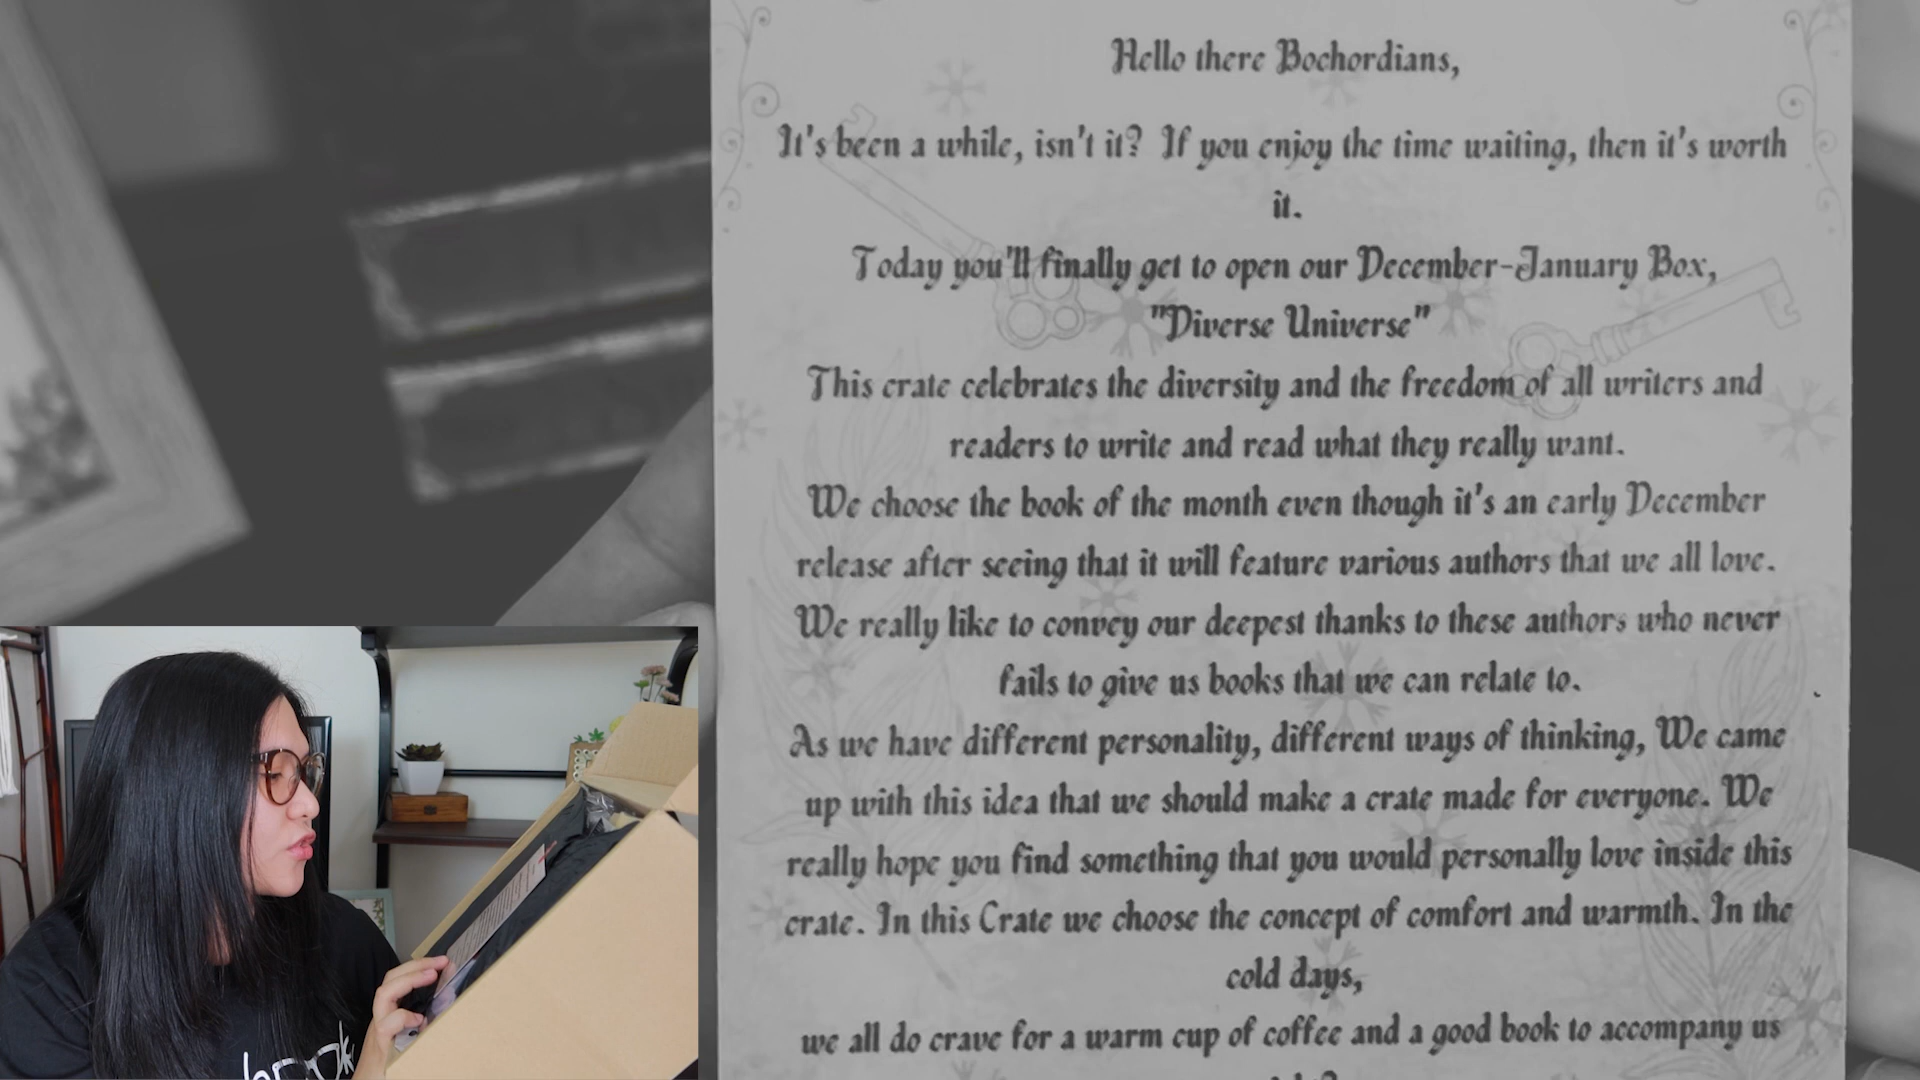 Hello there Bochordians,
It's been a while, isn't it? If you enjoy the time waiting, then it's worth
it.
Today you'll finally get to open our December-January Box,
"Diverse Universe"
This crate celebrates the diversity and the freedom of all writers and
readers to write and read what they really want.
We choose the book of the month even though it's an early December
release after seeing that it will feature various authors that we all love.
We really like to convey our deepest thanks to these authors who never
fails to give us books that we can relate to.
As we have different personality, different ways of thinking, We came
up with this idea that we should make a crate made for everyone. We
really hope you find something that you would personally love inside this
crate. In this Crate we choose the concept of comfort and warmth. In the
cold days,
we all do crave for a warm cup of coffee and a good book to accompany us